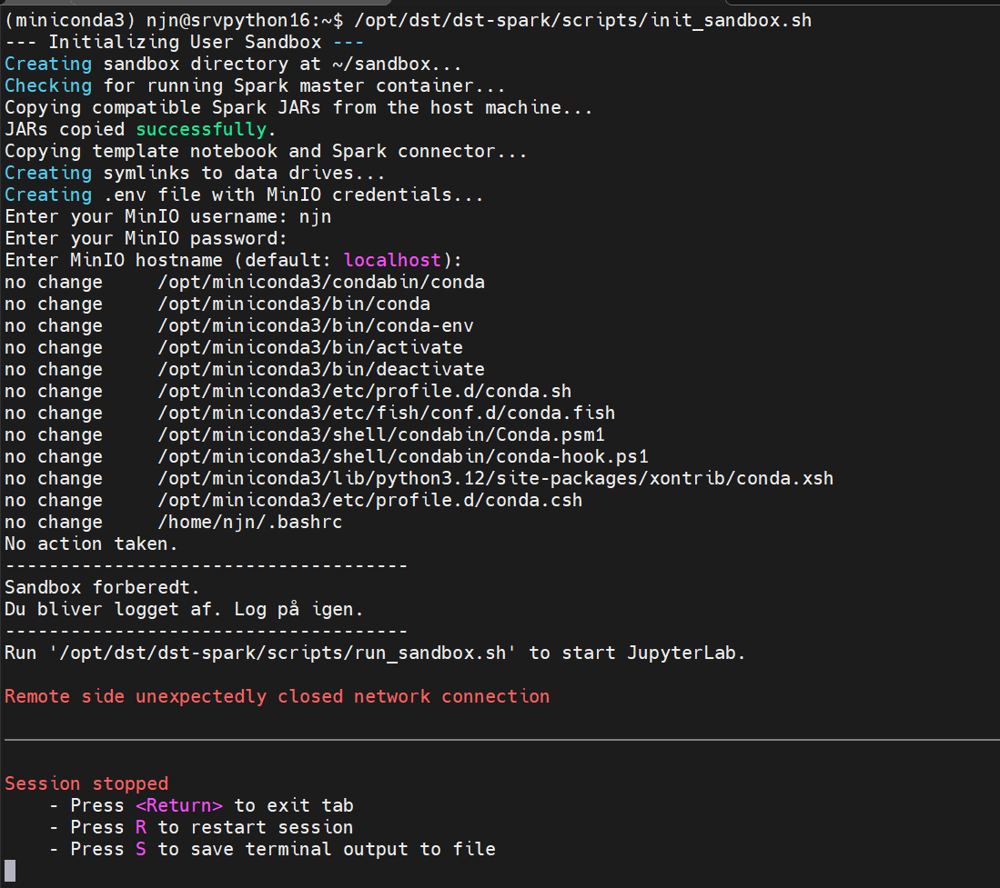 (miniconda3) njn@srvpython16:~$ /opt/dst/dst-spark/scripts/init_sandbox.sh
--- Initializing User Sandbox ---
Creating sandbox directory at ~/sandbox...
Checking for running Spark master container...
Copying compatible Spark JARs from the host machine...
JARs copied successfully.
Copying template notebook and Spark connector...
Creating symlinks to data drives...
Creating .env file with MinIO credentials...
Enter your MinIO username: njn
Enter your MinIO password:
Enter MinIO hostname (default: localhost):
no change     /opt/miniconda3/condabin/conda
no change     /opt/miniconda3/bin/conda
no change     /opt/miniconda3/bin/conda-env
no change     /opt/miniconda3/bin/activate
no change     /opt/miniconda3/bin/deactivate
no change     /opt/miniconda3/etc/profile.d/conda.sh
no change     /opt/miniconda3/etc/fish/conf.d/conda.fish
no change     /opt/miniconda3/shell/condabin/Conda.psm1
no change     /opt/miniconda3/shell/condabin/conda-hook.ps1
no change     /opt/miniconda3/lib/python3.12/site-packages/xontrib/conda.xsh
no change     /opt/miniconda3/etc/profile.d/conda.csh
no change     /home/njn/.bashrc
No action taken.
-------------------------------------
Sandbox forberedt.
Du bliver logget af. Log på igen.
-------------------------------------
Run '/opt/dst/dst-spark/scripts/run_sandbox.sh' to start JupyterLab.
Remote side unexpectedly closed network connection
Session stopped
    - Press <Return> to exit tab
    - Press R to restart session
    - Press S to save terminal output to file